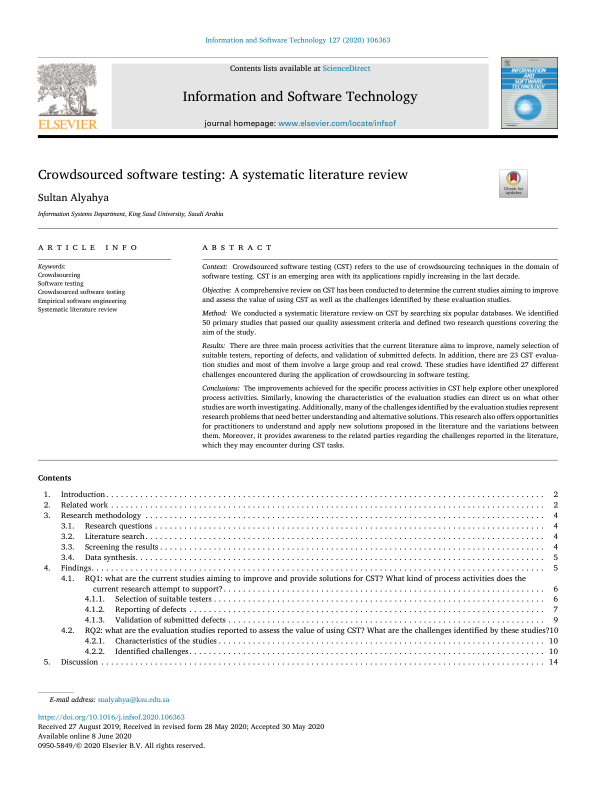 Information and Software Technology 127 (2020) 106363
Contents lists available at ScienceDirect
Information and Software Technology
journal homepage: www.elsevier.com/locate/infsof
ELSEVIER
INFORMATION
AND
SOFTWARE
TECHNOLOGY
Crowdsourced software testing: A systematic literature review
Check for
updates
Sultan Alyahya
Information Systems Department, King Saud University, Saudi Arabia
ARTICLE INFO
Keywords:
Crowdsourcing
Software testing
Crowdsourced software testing
Empirical software engineering
Systematic literature review
ABSTRACT
Context: Crowdsourced software testing (CST) refers to the use of crowdsourcing techniques in the domain of
software testing. CST is an emerging area with its applications rapidly increasing in the last decade.
Objective: A comprehensive review on CST has been conducted to determine the current studies aiming to improve
and assess the value of using CST as well as the challenges identified by these evaluation studies.
Method: We conducted a systematic literature review on CST by searching six popular databases. We identified
50 primary studies that passed our quality assessment criteria and defined two research questions covering the
aim of the study.
Results: There are three main process activities that the current literature aims to improve, namely selection of
suitable testers, reporting of defects, and validation of submitted defects. In addition, there are 23 CST evalua-
tion studies and most of them involve a large group and real crowd. These studies have identified 27 different
challenges encountered during the application of crowdsourcing in software testing.
Conclusions: The improvements achieved for the specific process activities in CST help explore other unexplored
process activities. Similarly, knowing the characteristics of the evaluation studies can direct us on what other
studies are worth investigating. Additionally, many of the challenges identified by the evaluation studies represent
research problems that need better understanding and alternative solutions. This research also offers opportunities
for practitioners to understand and apply new solutions proposed in the literature and the variations between
them. Moreover, it provides awareness to the related parties regarding the challenges reported in the literature,
which they may encounter during CST tasks.
Contents
1. Introduction 2
2. Related work 2
3. Research methodology 4
3.1. Research questions 4
3.2. Literature search 4
3.3. Screening the results 4
3.4. Data synthesis 5
4. Findings 5
4.1. RQ1: what are the current studies aiming to improve and provide solutions for CST? What kind of process activities does the
current research attempt to support? 6
4.1.1. Selection of suitable testers 6
4.1.2. Reporting of defects 7
4.1.3. Validation of submitted defects 9
4.2. RQ2: what are the evaluation studies reported to assess the value of using CST? What are the challenges identified by these studies?10
4.2.1. Characteristics of the studies 10
4.2.2. Identified challenges 10
5. Discussion 14
E-mail address: sualyahya@ksu.edu.sa
https://doi.org/10.1016/j.infsof.2020.106363
Received 27 August 2019; Received in revised form 28 May 2020; Accepted 30 May 2020
Available online 8 June 2020
0950-5849/© 2020 Elsevier B.V. All rights reserved.